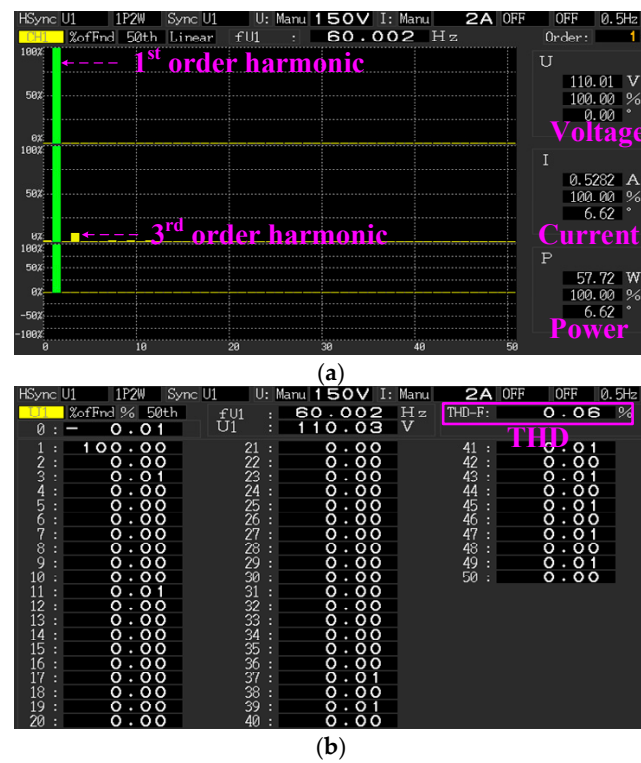 HSync U1 1P2W Sync U1 U: Manu 150V I: Manu 2A OFF OFF 0.5Hz
CH1 %ofFnd 50th Linear fU1 : 60.002 Hz Order: 1
100%
1st order harmonic
50%
0%
U
110.01 V
100.00 %
0.00 °
Voltage
100%
50%
0%
3rd order harmonic
I
0.5282 A
100.00 %
6.62 °
Current
100%
50%
0%
-50%
-100%
0 10 20 30 40 50
P
57.72 W
100.00 %
6.62 °
Power
(a)
HSync U1 1P2W Sync U1 U: Manu 150V I: Manu 2A OFF OFF 0.5Hz
U1 %ofFnd % 50th fU1 : 60.002 Hz THD-F: 0.06 %
0 : - 0.01 U1 : 110.03 V THD
1 : 100.00 21 : 0.00 41 : 0.01
2 : 0.00 22 : 0.00 42 : 0.00
3 : 0.01 23 : 0.00 43 : 0.01
4 : 0.00 24 : 0.00 44 : 0.00
5 : 0.00 25 : 0.00 45 : 0.01
6 : 0.00 26 : 0.00 46 : 0.00
7 : 0.00 27 : 0.00 47 : 0.01
8 : 0.00 28 : 0.00 48 : 0.00
9 : 0.00 29 : 0.00 49 : 0.01
10 : 0.00 30 : 0.00 50 : 0.00
11 : 0.01 31 : 0.00
12 : 0.00 32 : 0.00
13 : 0.00 33 : 0.00
14 : 0.00 34 : 0.00
15 : 0.00 35 : 0.00
16 : 0.00 36 : 0.00
17 : 0.00 37 : 0.01
18 : 0.00 38 : 0.00
19 : 0.00 39 : 0.01
20 : 0.00 40 : 0.00
(b)